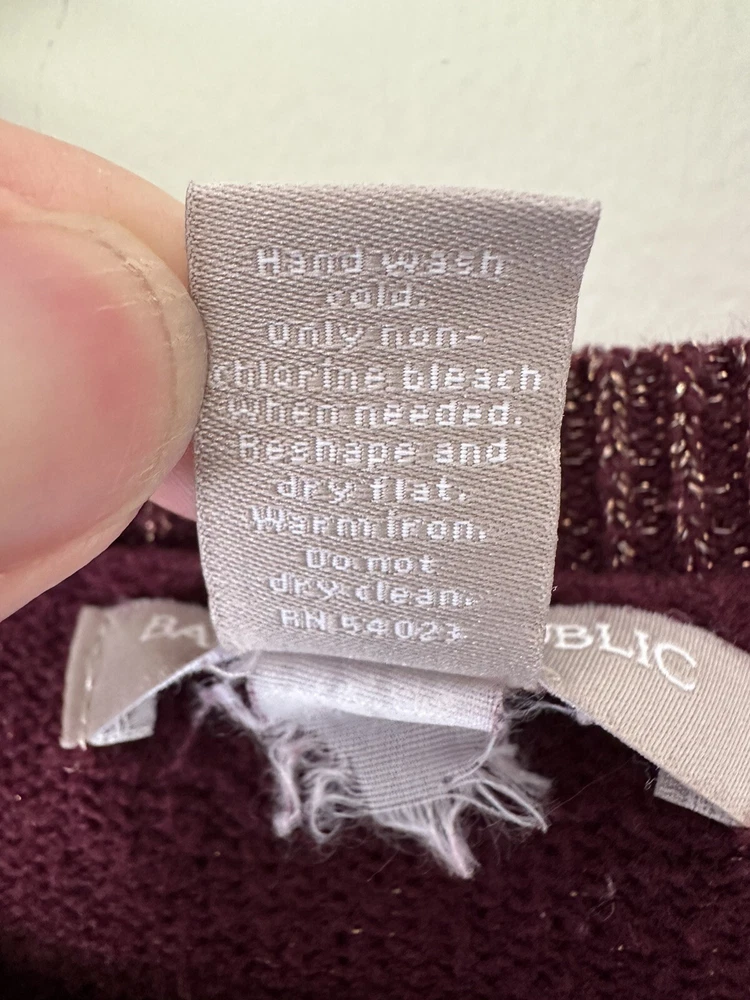 Hand wash
cold.
Only non-
chlorine bleach
when needed.
Reshape and
dry flat.
Warm iron.
Do not
dry clean.
RN 54023
BA UBLIC